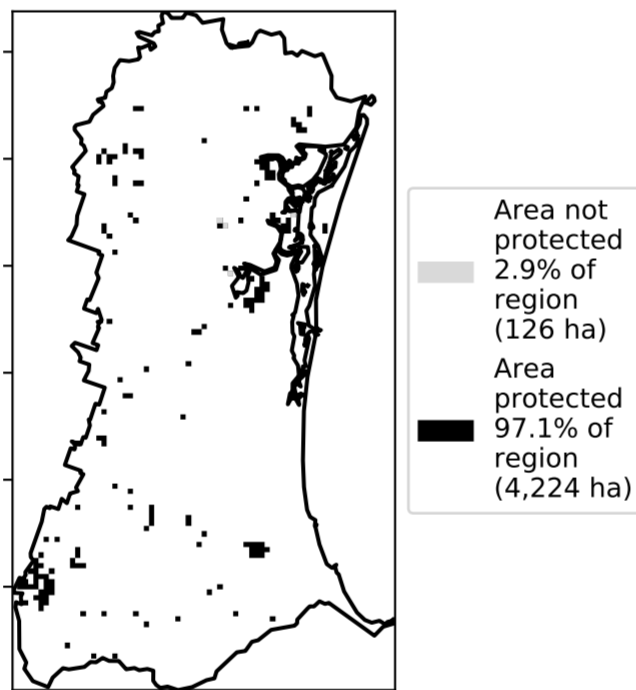 Area not
protected
2.9% of
region
(126 ha)
Area
protected
97.1% of
region
(4,224 ha)